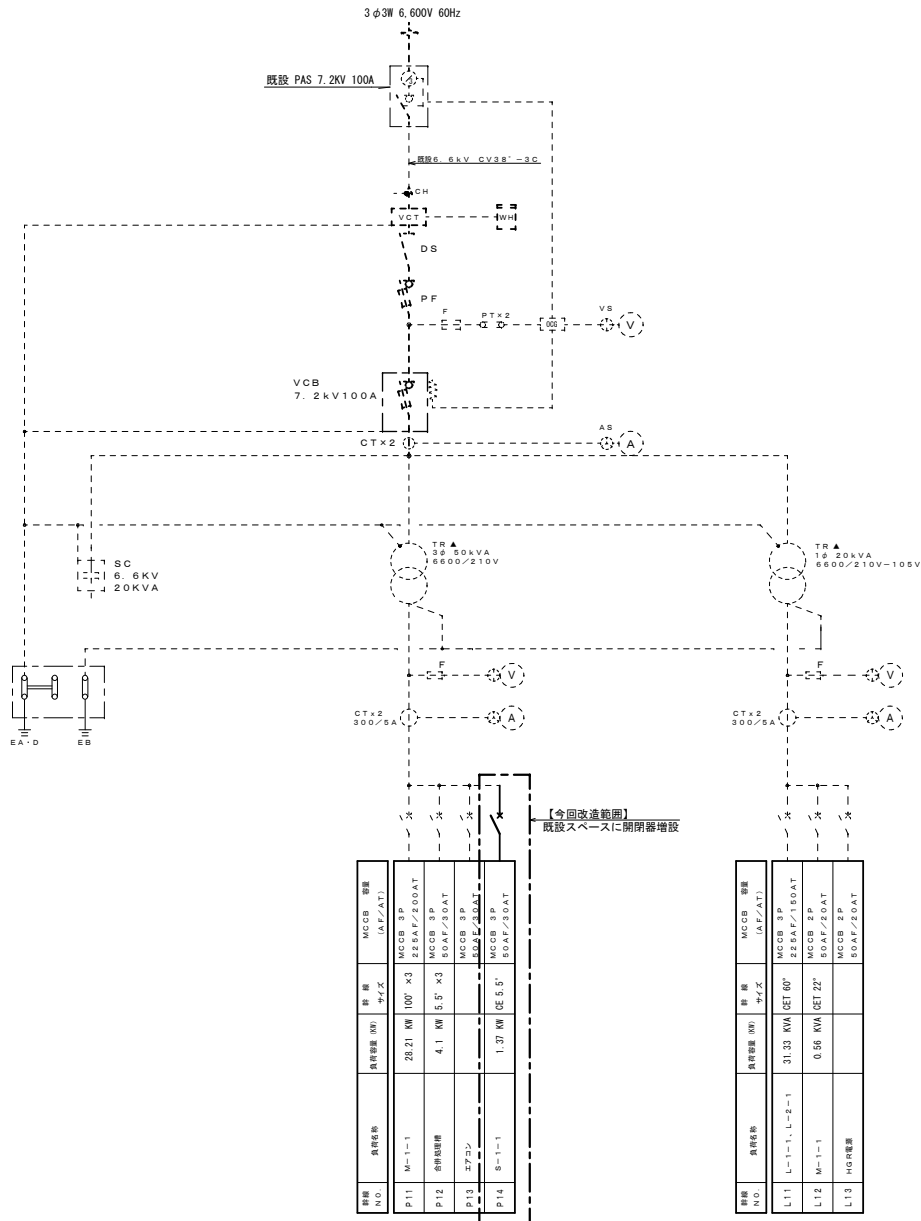 3φ3W 6,600V 60Hz
既設 PAS 7.2KV 100A
既設6.6kV CV38°-3C
CH
VCT
WH
DS
PF
F
PT×2
VS
V
VCB
7.2kV100A
CT×2
AS
A
SC
6.6KV
20KVA
TR▲
3φ 50kVA
6600/210V
TR▲
1φ 20kVA
6600/210V-105V
F
V
F
V
CTx2
300/5A
A
CTx2
300/5A
A
EA・D
EB
【今回改造範囲】
既設スペースに開閉器増設
幹線 NO. 負荷名称 負荷容量 (KW) 幹線 サイズ MCCB 容量 (AF/AT)
P11 M-1-1 28.21 KW 100° ×3 MCCB 3P 225AF/200AT
P12 合併処理槽 4.1 KW 5.5° ×3 MCCB 3P 50AF/30AT
P13 エアコン MCCB 3P 50AF/30AT
P14 S-1-1 1.37 KW CE 5.5° MCCB 3P 50AF/30AT
幹線 NO. 負荷名称 負荷容量 (KW) 幹線 サイズ MCCB 容量 (AF/AT)
L11 L-1-1、L-2-1 31.33 KVA CET 60° MCCB 3P 225AF/150AT
L12 M-1-1 0.56 KVA CET 22° MCCB 2P 50AF/20AT
L13 HGR電源 MCCB 2P 50AF/20AT